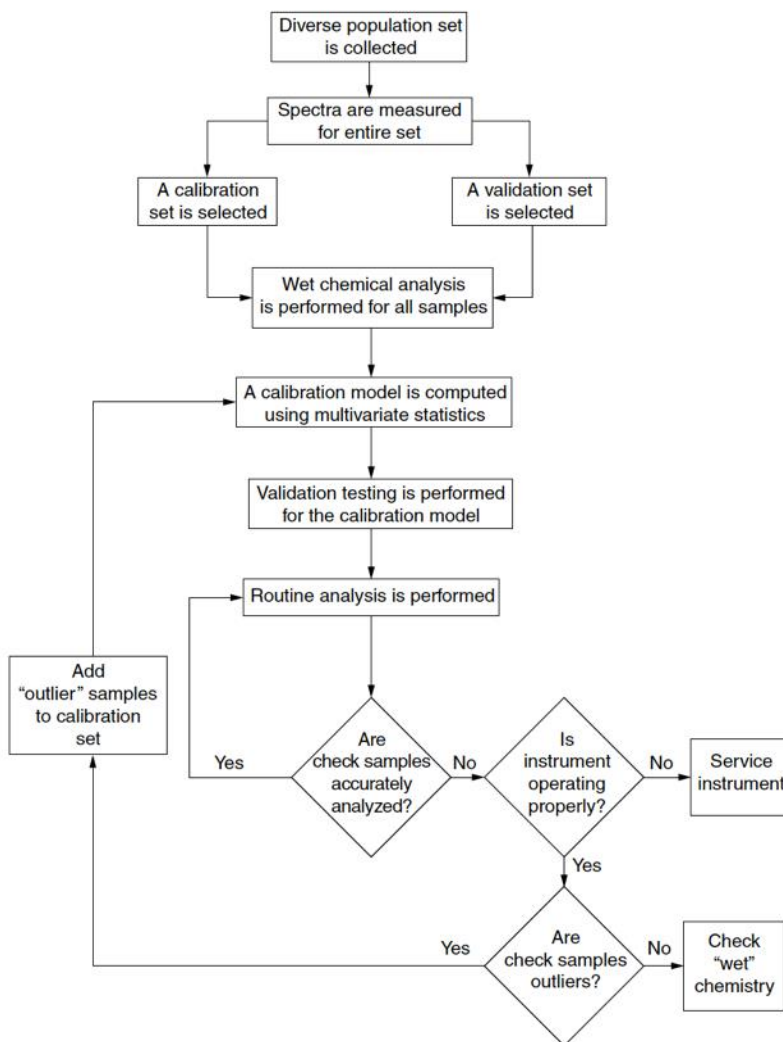 Diverse population set
is collected
Spectra are measured
for entire set
A calibration
set is selected
A validation set
is selected
Wet chemical analysis
is performed for all samples
A calibration model is computed
using multivariate statistics
Validation testing is performed
for the calibration model
Routine analysis is performed
Add
“outlier” samples
to calibration
set
Yes
Are
check samples
accurately
analyzed?
No
Is
instrument
operating
properly?
No
Service
instrument
Yes
Yes
Are
check samples
outliers?
No
Check
“wet”
chemistry